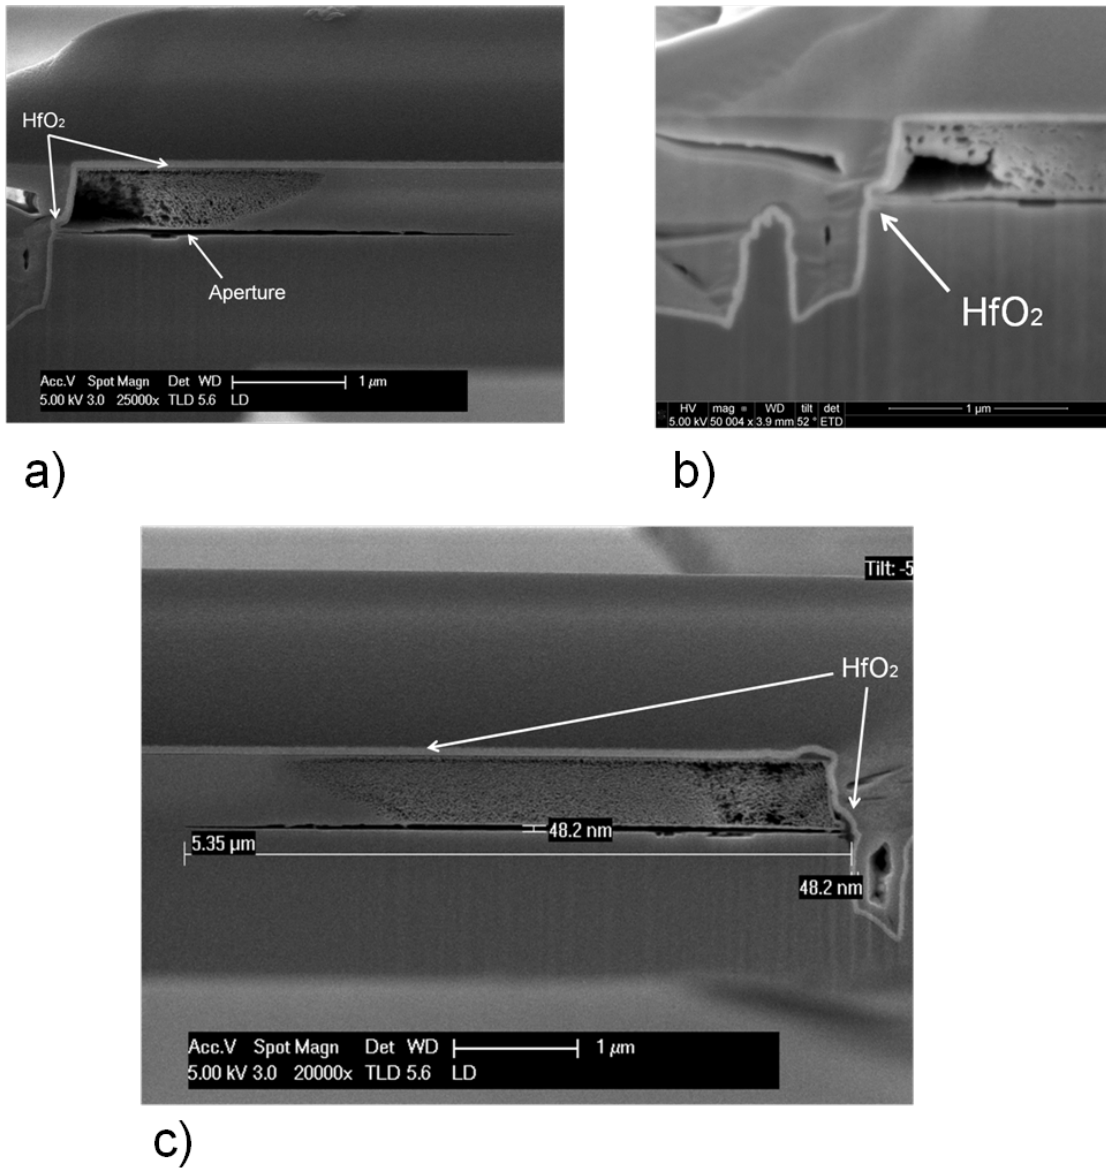 HfO2
Aperture
Acc.V Spot Magn Det WD 1 µm
5.00 kV 3.0 25000x TLD 5.6 LD
a)
HfO2
HV mag WD tilt det 1 µm
5.00 kV 50 004 x 3.9 mm 52 ° ETD
b)
Tilt: -5
HfO2
48.2 nm
5.35 µm
48.2 nm
Acc.V Spot Magn Det WD 1 µm
5.00 kV 3.0 20000x TLD 5.6 LD
c)